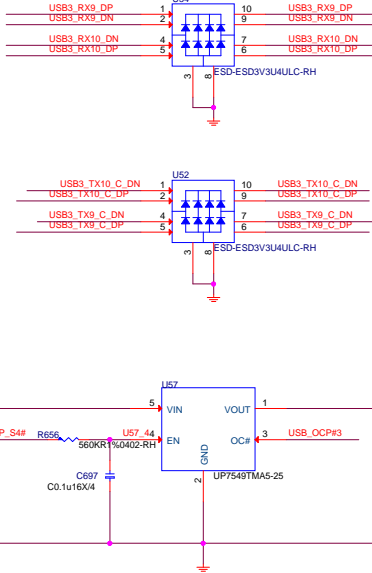 USB3_RX9_DP 1 10 USB3_RX9_DP
USB3_RX9_DN 2 9 USB3_RX9_DN
USB3_RX10_DN 4 7 USB3_RX10_DN
USB3_RX10_DP 5 6 USB3_RX10_DP
3 8 ESD-ESD3V3U4ULC-RH
U52
USB3_TX10_C_DN 1 10 USB3_TX10_C_DN
USB3_TX10_C_DP 2 9 USB3_TX10_C_DP
USB3_TX9_C_DN 4 7 USB3_TX9_C_DN
USB3_TX9_C_DP 5 6 USB3_TX9_C_DP
3 8 ESD-ESD3V3U4ULC-RH
U57
5 VIN VOUT 1
P_S4# R656 U57_4 4 EN OC# 3 USB_OCP#3
560KR1%0402-RH
GND
2
C697
C0.1u16X/4
UP7549TMA5-25